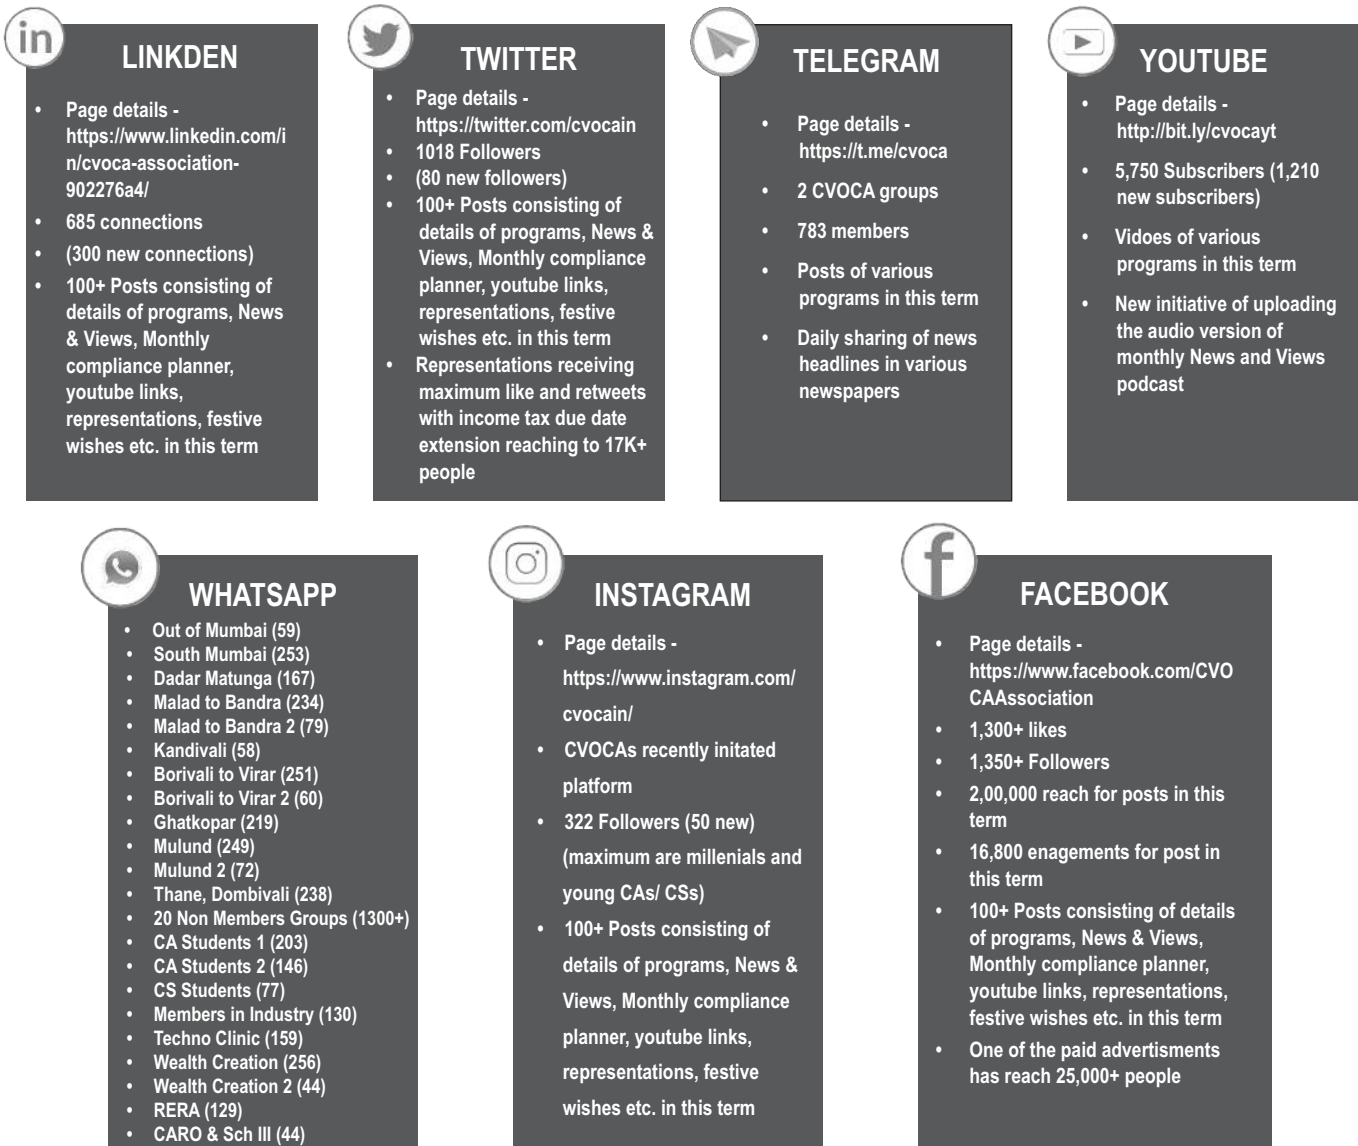 in
LINKDEN
• Page details -
https://www.linkedin.com/i
n/cvoca-association-
902276a4/
• 685 connections
• (300 new connections)
• 100+ Posts consisting of
details of programs, News
& Views, Monthly
compliance planner,
youtube links,
representations, festive
wishes etc. in this term
TWITTER
• Page details -
https://twitter.com/cvocain
• 1018 Followers
• (80 new followers)
• 100+ Posts consisting of
details of programs, News &
Views, Monthly compliance
planner, youtube links,
representations, festive
wishes etc. in this term
• Representations receiving
maximum like and retweets
with income tax due date
extension reaching to 17K+
people
TELEGRAM
• Page details -
https://t.me/cvoca
• 2 CVOCA groups
• 783 members
• Posts of various
programs in this term
• Daily sharing of news
headlines in various
newspapers
YOUTUBE
• Page details -
http://bit.ly/cvocayt
• 5,750 Subscribers (1,210
new subscribers)
• Vidoes of various
programs in this term
• New initiative of uploading
the audio version of
monthly News and Views
podcast
WHATSAPP
• Out of Mumbai (59)
• South Mumbai (253)
• Dadar Matunga (167)
• Malad to Bandra (234)
• Malad to Bandra 2 (79)
• Kandivali (58)
• Borivali to Virar (251)
• Borivali to Virar 2 (60)
• Ghatkopar (219)
• Mulund (249)
• Mulund 2 (72)
• Thane, Dombivali (238)
• 20 Non Members Groups (1300+)
• CA Students 1 (203)
• CA Students 2 (146)
• CS Students (77)
• Members in Industry (130)
• Techno Clinic (159)
• Wealth Creation (256)
• Wealth Creation 2 (44)
• RERA (129)
• CARO & Sch III (44)
INSTAGRAM
• Page details -
https://www.instagram.com/
cvocain/
• CVOCAs recently initated
platform
• 322 Followers (50 new)
(maximum are millenials and
young CAs/ CSs)
• 100+ Posts consisting of
details of programs, News &
Views, Monthly compliance
planner, youtube links,
representations, festive
wishes etc. in this term
f
FACEBOOK
• Page details -
https://www.facebook.com/CVO
CAAssociation
• 1,300+ likes
• 1,350+ Followers
• 2,00,000 reach for posts in this
term
• 16,800 enagements for post in
this term
• 100+ Posts consisting of details
of programs, News & Views,
Monthly compliance planner,
youtube links, representations,
festive wishes etc. in this term
• One of the paid advertisments
has reach 25,000+ people